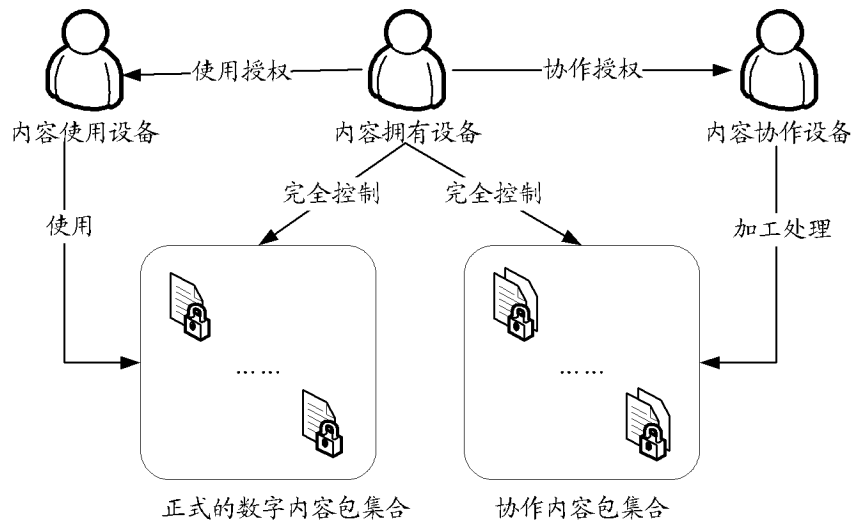 使用授权
协作授权
内容使用设备
内容拥有设备
内容协作设备
完全控制
完全控制
使用
加工处理
……
……
正式的数字内容包集合
协作内容包集合